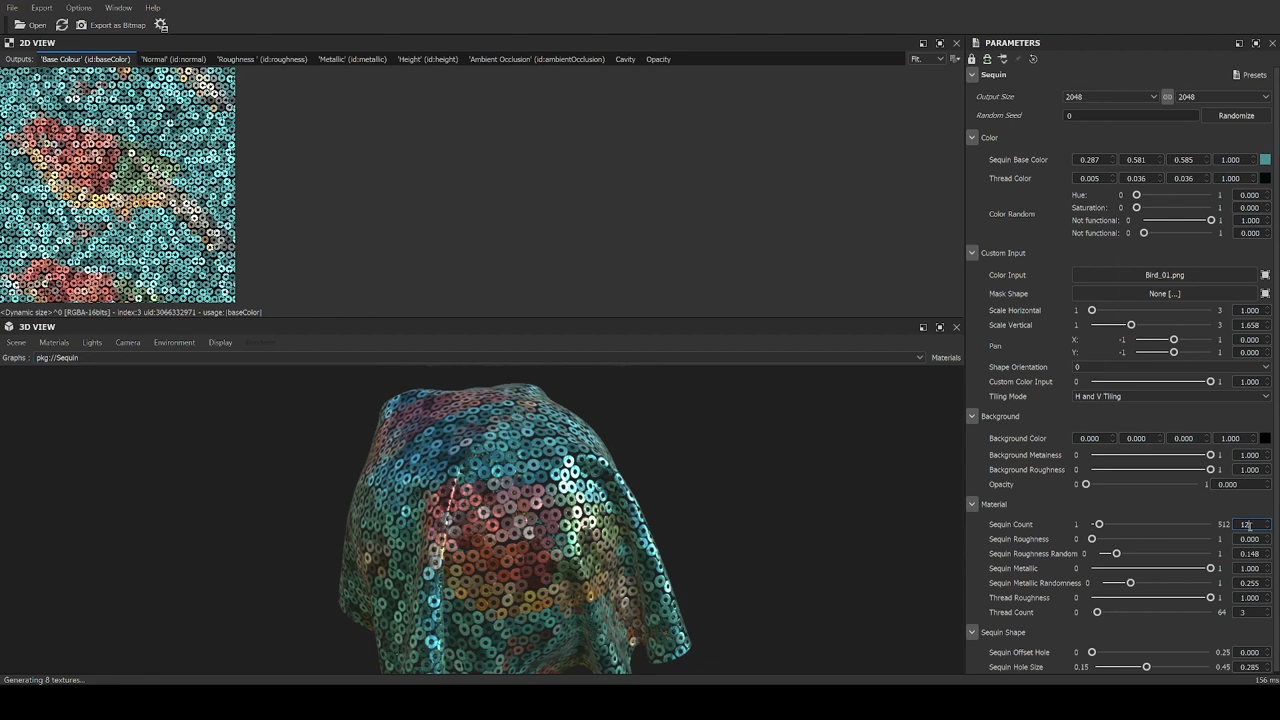 File Export Options Window Help
Open Export as Bitmap
2D VIEW
Outputs: 'Base Colour' (id:baseColor) 'Normal' (id:normal) 'Roughness ' (id:roughness) 'Metallic' (id:metallic) 'Height' (id:height) 'Ambient Occlusion' (id:ambientOcclusion) Cavity Opacity Fit.
<Dynamic size>^0 [RGBA-16bits] - index:3 uid:3066332971 - usage:|baseColor|
3D VIEW
Scene Materials Lights Camera Environment Display
Graphs : pkg://Sequin Materials
Generating 8 textures... 156 ms
PARAMETERS
Sequin Presets
Output Size 2048 2048
Random Seed 0 Randomize
Color
Sequin Base Color 0.287 0.581 0.585 1.000
Thread Color 0.005 0.036 0.036 1.000
Color Random
Hue: 0 1 0.000
Saturation: 0 1 0.000
Not functional: 0 1 1.000
Not functional: 0 1 0.000
Custom Input
Color Input Bird_01.png
Mask Shape None [...]
Scale Horizontal 1 3 1.000
Scale Vertical 1 3 1.658
Pan
X: -1 1 0.000
Y: -1 1 0.000
Shape Orientation 0
Custom Color Input 0 1 1.000
Tiling Mode H and V Tiling
Background
Background Color 0.000 0.000 0.000 1.000
Background Metalness 0 1 1.000
Background Roughness 0 1 1.000
Opacity 0 1 0.000
Material
Sequin Count 1 512
Sequin Roughness 0 1 0.000
Sequin Roughness Random 0 1 0.148
Sequin Metallic 0 1 1.000
Sequin Metallic Randomness 0 1 0.255
Thread Roughness 0 1 1.000
Thread Count 0 64 3
Sequin Shape
Sequin Offset Hole 0 0.25 0.000
Sequin Hole Size 0.15 0.45 0.285